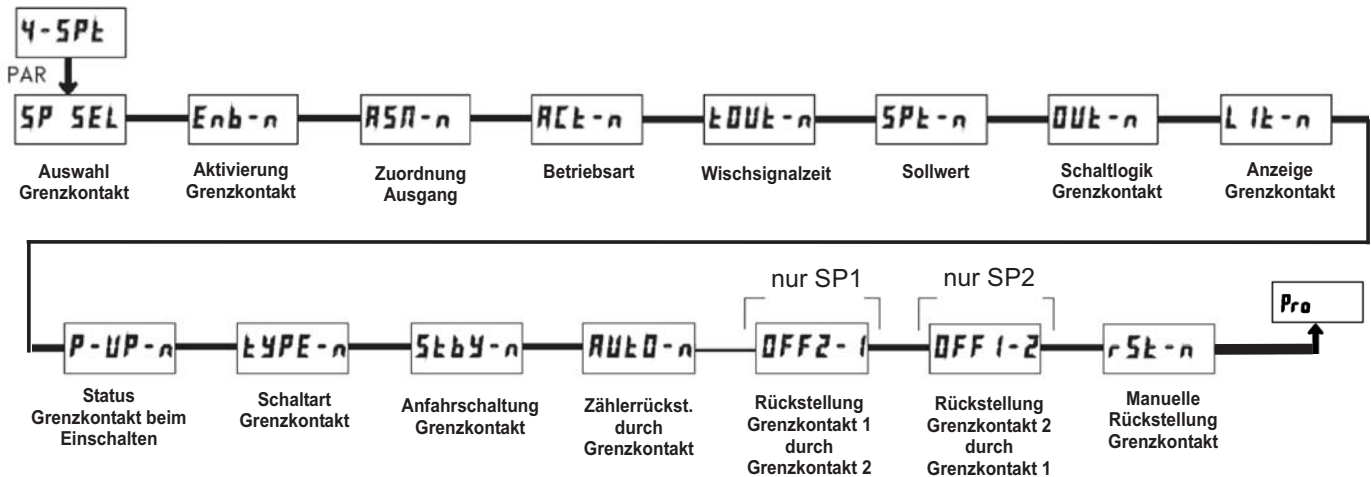 4-SPt
PAR
SP SEL
Enb-n
ASN-n
ACt-n
tOUt-n
SPt-n
OUt-n
LIt-n
Auswahl
Grenzkontakt
Aktivierung
Grenzkontakt
Zuordnung
Ausgang
Betriebsart
Wischsignalzeit
Sollwert
Schaltlogik
Grenzkontakt
Anzeige
Grenzkontakt
nur SP1
nur SP2
Pro
P-UP-n
tYPE-n
StbY-n
AUtO-n
OFF2-1
OFF1-2
rSt-n
Status
Grenzkontakt beim
Einschalten
Schaltart
Grenzkontakt
Anfahrschaltung
Grenzkontakt
Zählerrückst.
durch
Grenzkontakt
Rückstellung
Grenzkontakt 1
durch
Grenzkontakt 2
Rückstellung
Grenzkontakt 2
durch
Grenzkontakt 1
Manuelle
Rückstellung
Grenzkontakt